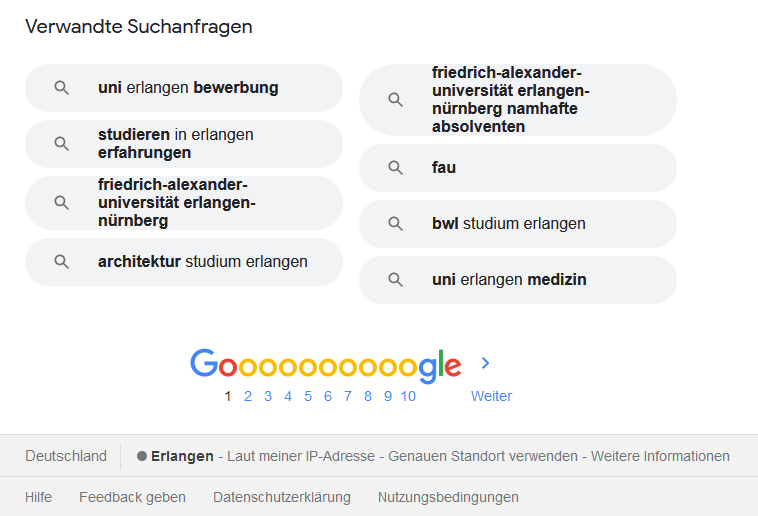 Verwandte Suchanfragen
uni erlangen bewerbung
studieren in erlangen
erfahrungen
friedrich-alexander-
universität erlangen-
nürnberg
architektur studium erlangen
friedrich-alexander-
universität erlangen-
nürnberg namhafte
absolventen
fau
bwl studium erlangen
uni erlangen medizin
Goooooooooogle
1 2 3 4 5 6 7 8 9 10 Weiter
Deutschland Erlangen - Laut meiner IP-Adresse - Genauen Standort verwenden - Weitere Informationen
Hilfe Feedback geben Datenschutzerklärung Nutzungsbedingungen